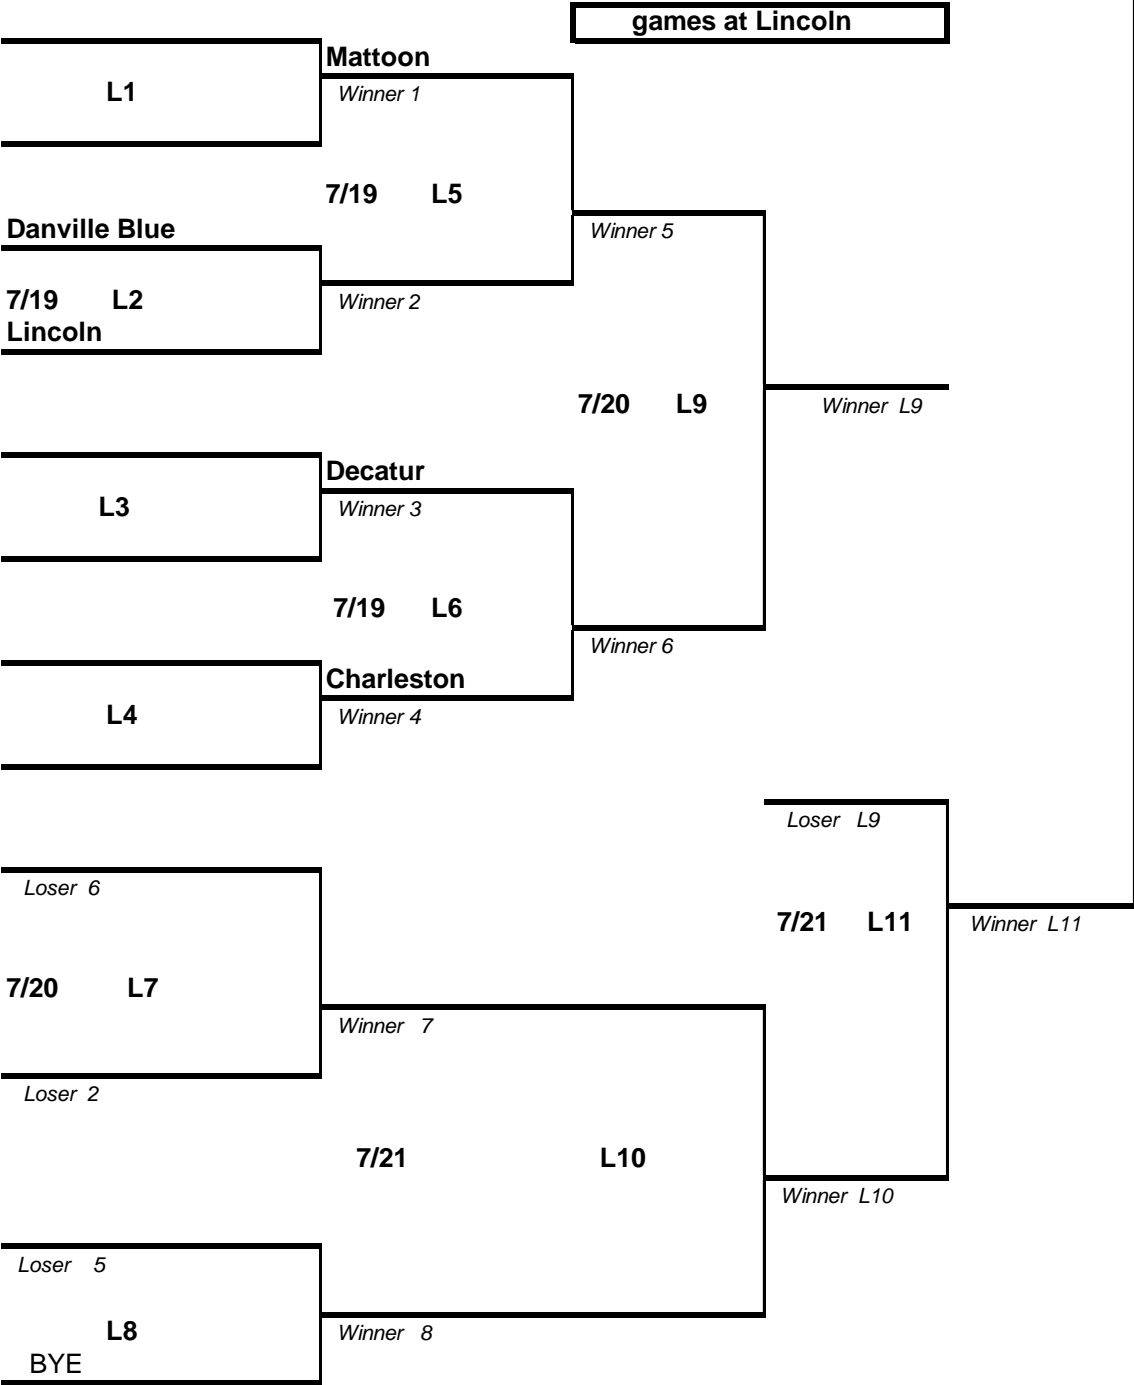 games at Lincoln
Mattoon
L1
Winner 1
7/19 L5
Danville Blue
Winner 5
7/19 L2
Winner 2
Lincoln
7/20 L9
Winner L9
Decatur
L3
Winner 3
7/19 L6
Winner 6
Charleston
L4
Winner 4
Loser L9
Loser 6
7/21 L11
Winner L11
7/20 L7
Winner 7
Loser 2
7/21 L10
Winner L10
Loser 5
L8
Winner 8
BYE